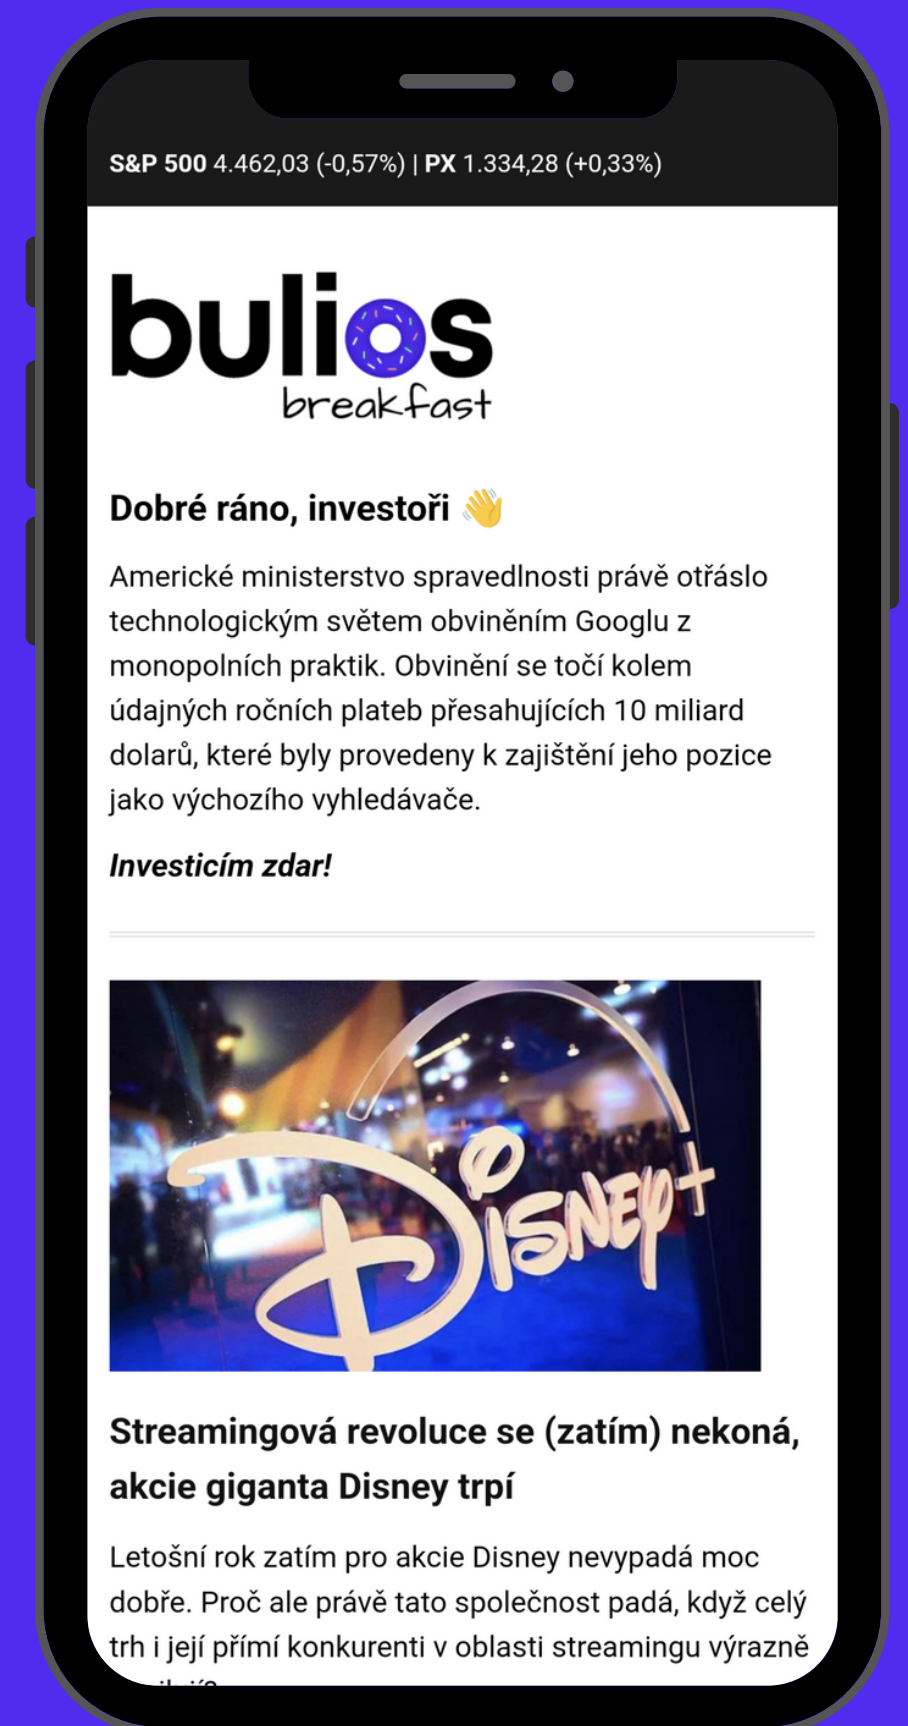 S&P 500 4.462,03 (-0,57%) | PX 1.334,28 (+0,33%)
bulios
breakfast
Dobré ráno, investoři 👋
Americké ministerstvo spravedlnosti právě otřáslo
technologickým světem obviněním Googlu z
monopolních praktik. Obvinění se točí kolem
údajných ročních plateb přesahujících 10 miliard
dolarů, které byly provedeny k zajištění jeho pozice
jako výchozího vyhledávače.
Investicím zdar!
Disney+
Streamingová revoluce se (zatím) nekoná,
akcie giganta Disney trpí
Letošní rok zatím pro akcie Disney nevypadá moc
dobře. Proč ale právě tato společnost padá, když celý
trh i její přímí konkurenti v oblasti streamingu výrazně